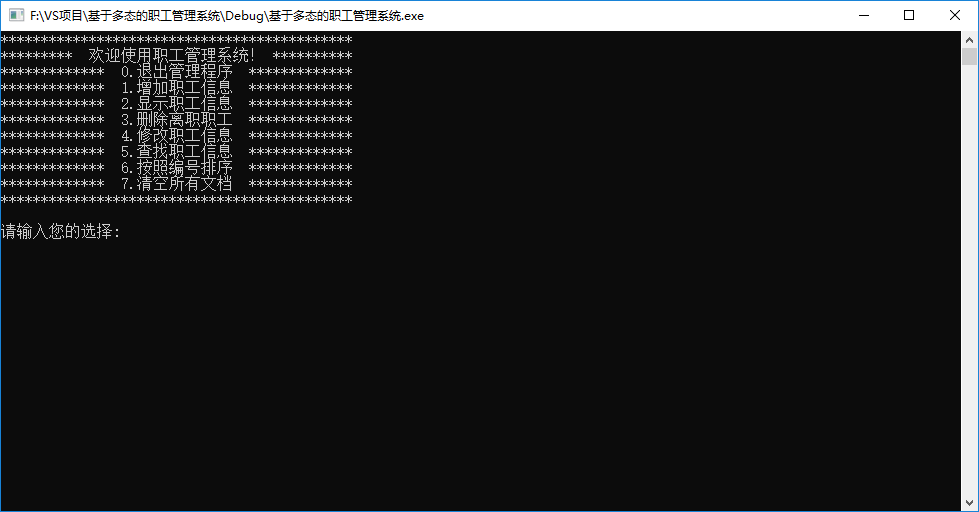 F:\VS项目\基于多态的职工管理系统\Debug\基于多态的职工管理系统.exe
********************************************
*********  欢迎使用职工管理系统!  **********
*************  0.退出管理程序  *************
*************  1.增加职工信息  *************
*************  2.显示职工信息  *************
*************  3.删除离职职工  *************
*************  4.修改职工信息  *************
*************  5.查找职工信息  *************
*************  6.按照编号排序  *************
*************  7.清空所有文档  *************
********************************************
请输入您的选择: